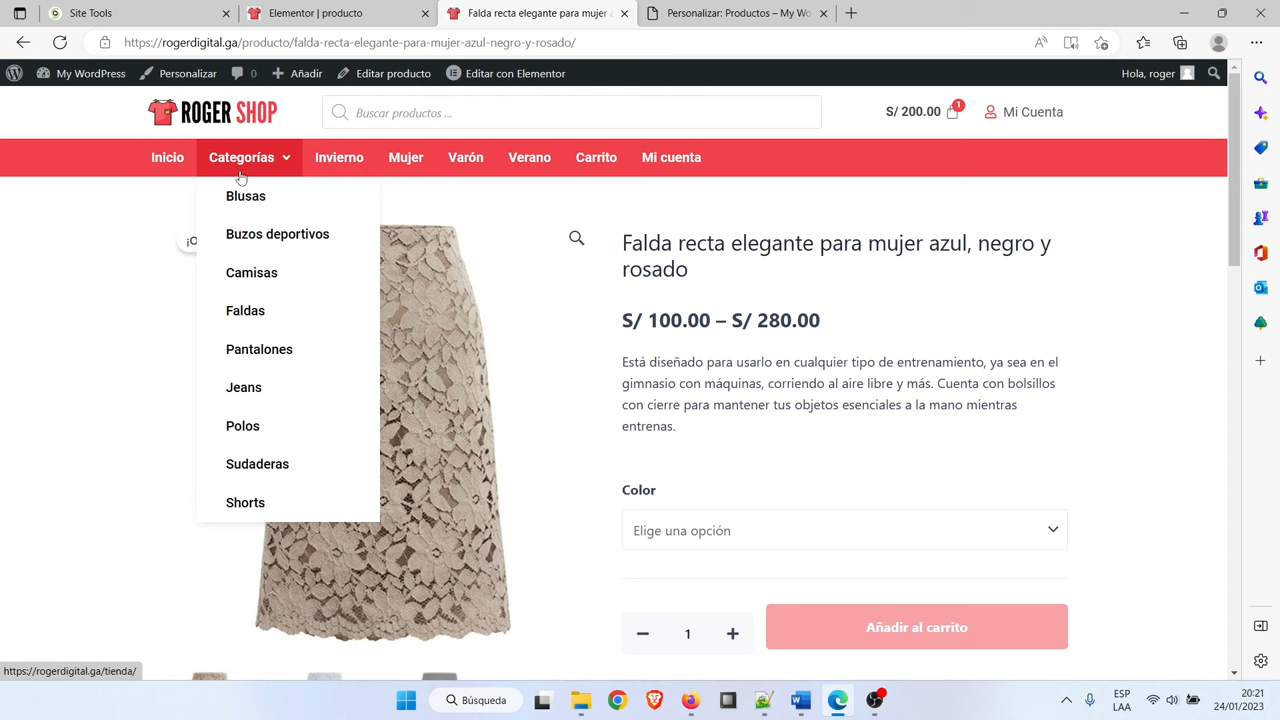 Site Tools
Elementor | producto
Falda recta elegante para mujer a
Personalizar: Productos – My Wo
https://rogerdigital.ga/producto/falda-recta-elegante-para-mujer-azul-negro-y-rosado/
My WordPress
Personalizar
0
Añadir
Editar producto
Editar con Elementor
Hola, roger
ROGER SHOP
Buscar productos ...
S/ 200.00
1
Mi Cuenta
Inicio
Categorías
Invierno
Mujer
Varón
Verano
Carrito
Mi cuenta
Blusas
Buzos deportivos
Camisas
Faldas
Pantalones
Jeans
Polos
Sudaderas
Shorts
¡O
Falda recta elegante para mujer azul, negro y
rosado
S/ 100.00 – S/ 280.00
Está diseñado para usarlo en cualquier tipo de entrenamiento, ya sea en el
gimnasio con máquinas, corriendo al aire libre y más. Cuenta con bolsillos
con cierre para mantener tus objetos esenciales a la mano mientras
entrenas.
Color
Elige una opción
1
Añadir al carrito
https://rogerdigital.ga/tienda/
Búsqueda
ESP
LAA
20:21
24/01/2023